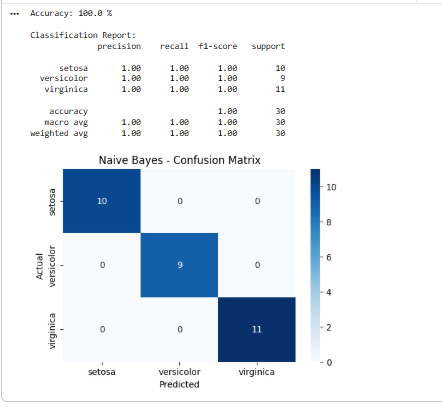 Accuracy: 100.0 %
Classification Report:
precision recall f1-score support
setosa 1.00 1.00 1.00 10
versicolor 1.00 1.00 1.00 9
virginica 1.00 1.00 1.00 11
accuracy 1.00 30
macro avg 1.00 1.00 1.00 30
weighted avg 1.00 1.00 1.00 30
Naive Bayes - Confusion Matrix
setosa 10 0 0
versicolor 0 9 0
virginica 0 0 11
Actual
setosa versicolor virginica
Predicted
10
8
6
4
2
0